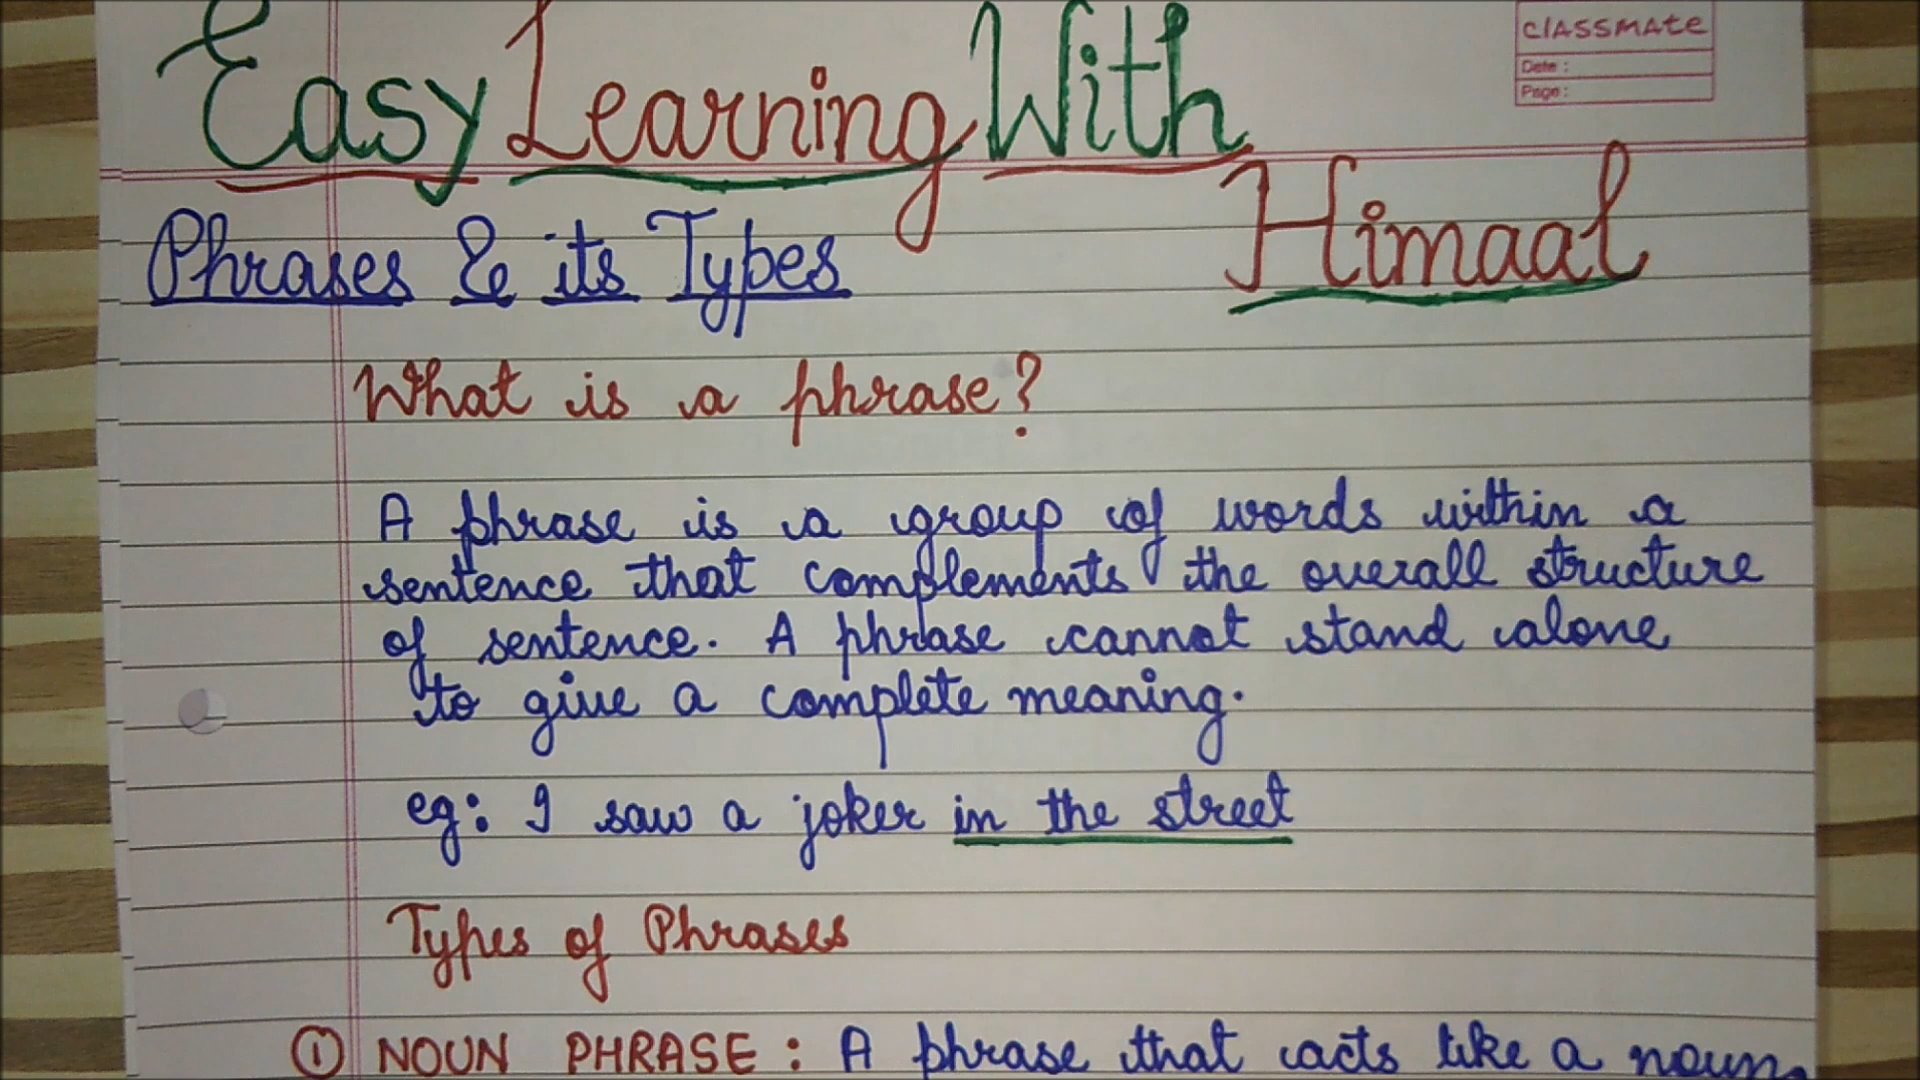 Easy Learning With
Himaal
classmate
Date :
Page :
Phrases & its Types
What is a phrase?
A phrase is a group of words within a
sentence that complements the overall structure
of sentence. A phrase cannot stand alone
to give a complete meaning.
eg: I saw a joker in the street
Types of Phrases
① NOUN PHRASE : A phrase that acts like a noun.